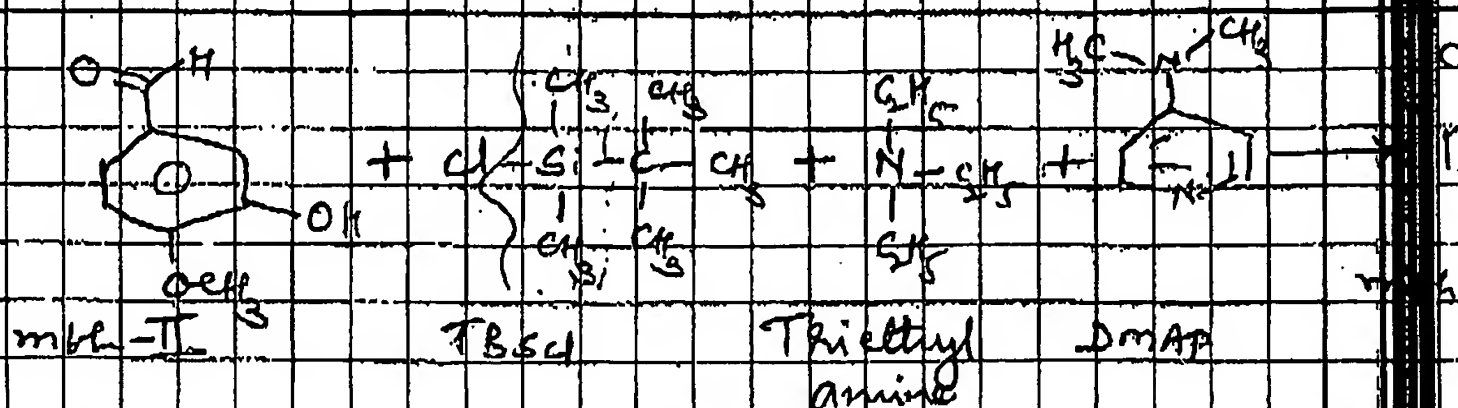 H3C CH3
O H CH3 CH3 C2H5 N
+ Cl-Si-C-CH3 + N-C2H5 + →
OH CH3 CH3 C2H5 N
OCH3
TBSCl Triethyl DMAP
amine